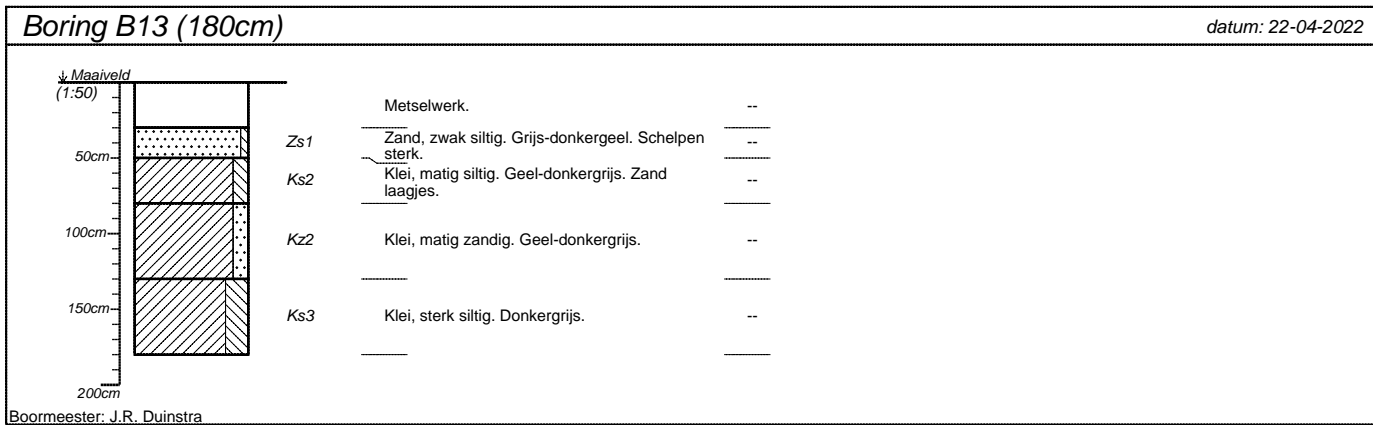 Boring B13 (180cm)
datum: 22-04-2022
Maaiveld
(1:50)
Metselwerk.
--
Zs1
Zand, zwak siltig. Grijs-donkergeel. Schelpen
sterk.
--
50cm
Ks2
Klei, matig siltig. Geel-donkergrijs. Zand
laagjes.
--
100cm
Kz2
Klei, matig zandig. Geel-donkergrijs.
--
150cm
Ks3
Klei, sterk siltig. Donkergrijs.
--
200cm
Boormeester: J.R. Duinstra